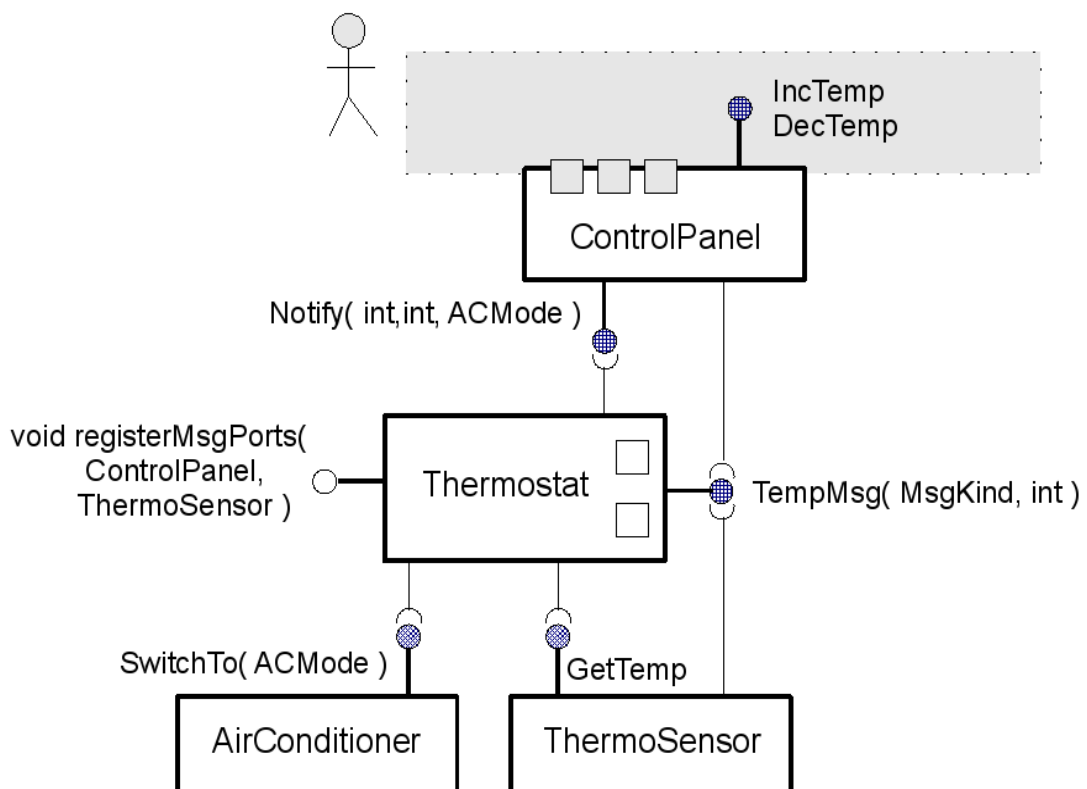 IncTemp
DecTemp
ControlPanel
Notify( int,int, ACMode )
void registerMsgPorts(
ControlPanel,
ThermoSensor )
Thermostat
TempMsg( MsgKind, int )
SwitchTo( ACMode )
GetTemp
AirConditioner
ThermoSensor